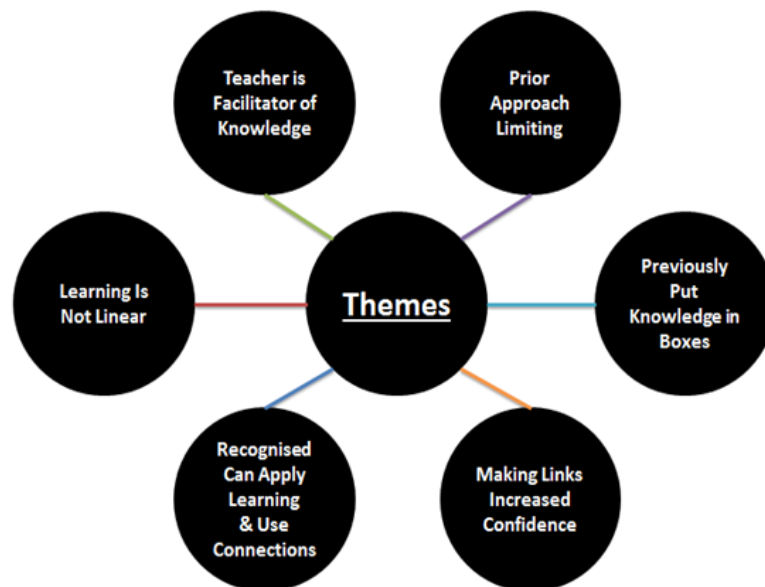 Teacher is
Facilitator of
Knowledge
Prior
Approach
Limiting
Learning Is
Not Linear
Themes
Previously
Put
Knowledge in
Boxes
Recognised
Can Apply
Learning
& Use
Connections
Making Links
Increased
Confidence